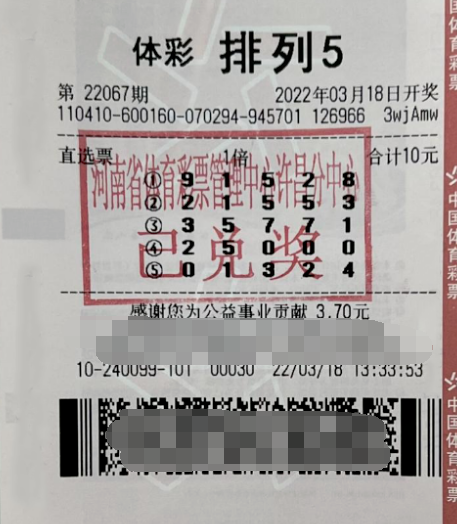 体彩 排列5
第 22067期 2022年03月18日开奖
110410-600160-070294-945701 126966 3wjAmw
直选票 1倍 合计10元
河南省体育彩票管理中心许昌分中心
① 9 1 5 2 8
② 2 1 5 5 3
③ 3 5 7 7 1
已兑奖
④ 2 5 0 0 0
⑤ 0 1 3 2 4
感谢您为公益事业贡献 3.70元
10-240099-101 00030 22/03/18 13:33:53
国体育彩票
中国体育彩票
中国体育